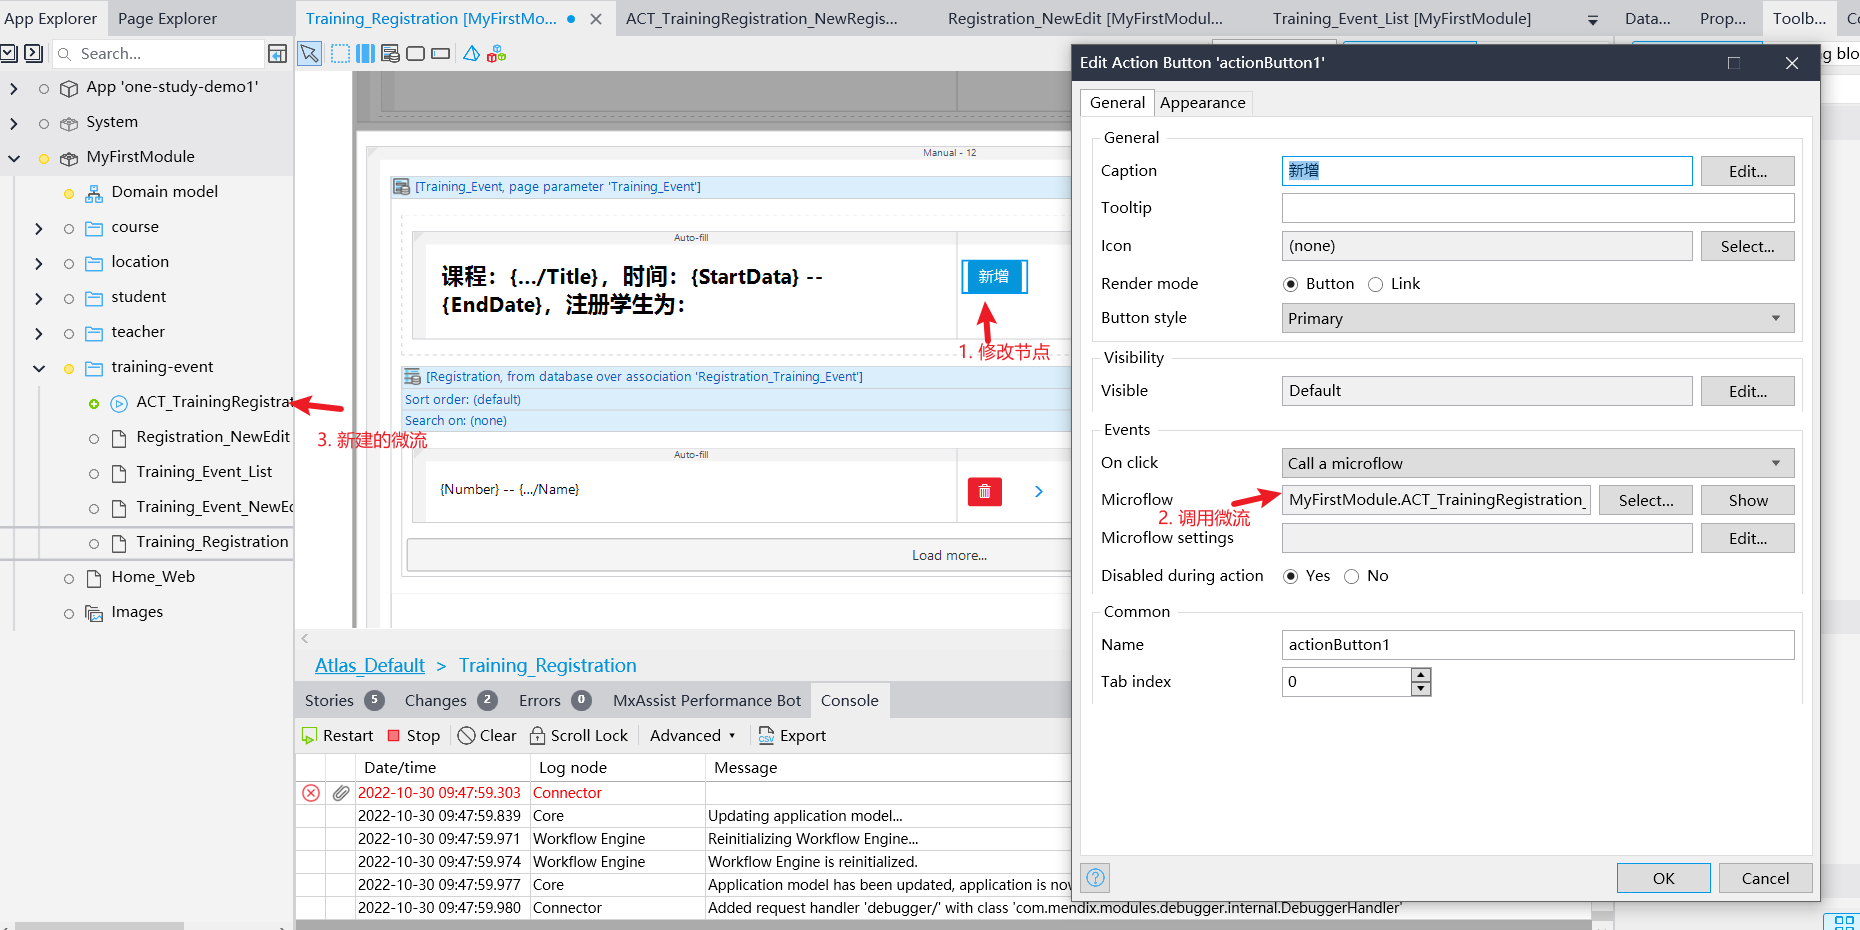 App Explorer
Page Explorer
Training_Registration [MyFirstMo...
ACT_TrainingRegistration_NewRegis...
Registration_NewEdit [MyFirstModul...
Training_Event_List [MyFirstModule]
Data...
Prop...
Toolb...
Search...
App 'one-study-demo1'
System
MyFirstModule
Domain model
course
location
student
teacher
training-event
ACT_TrainingRegistrat
Registration_NewEdit
Training_Event_List
Training_Event_NewEd
Training_Registration
Home_Web
Images
3. 新建的微流
Manual - 12
[Training_Event, page parameter 'Training_Event']
Auto-fill
课程：{.../Title}，时间：{StartData} --
{EndDate}，注册学生为：
新增
1. 修改节点
[Registration, from database over association 'Registration_Training_Event']
Sort order: (default)
Search on: (none)
Auto-fill
{Number} -- {.../Name}
Load more...
Atlas_Default > Training_Registration
Stories 5
Changes 2
Errors 0
MxAssist Performance Bot
Console
Restart
Stop
Clear
Scroll Lock
Advanced
Export
Date/time Log node Message
2022-10-30 09:47:59.303 Connector
2022-10-30 09:47:59.839 Core Updating application model...
2022-10-30 09:47:59.971 Workflow Engine Reinitializing Workflow Engine...
2022-10-30 09:47:59.974 Workflow Engine Workflow Engine is reinitialized.
2022-10-30 09:47:59.977 Core Application model has been updated, application is now
2022-10-30 09:47:59.980 Connector Added request handler 'debugger/' with class 'com.mendix.modules.debugger.internal.DebuggerHandler'
Edit Action Button 'actionButton1'
General
Appearance
General
Caption 新增 Edit...
Tooltip
Icon (none) Select...
Render mode Button Link
Button style Primary
Visibility
Visible Default Edit...
Events
On click Call a microflow
Microflow MyFirstModule.ACT_TrainingRegistration_ Select... Show
2. 调用微流
Microflow settings Edit...
Disabled during action Yes No
Common
Name actionButton1
Tab index 0
OK
Cancel
ng blo